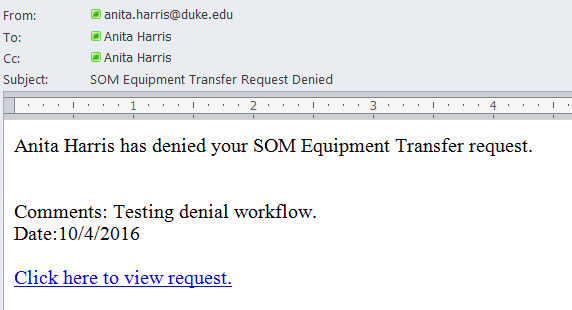 From: anita.harris@duke.edu
To: Anita Harris
Cc: Anita Harris
Subject: SOM Equipment Transfer Request Denied
1 2 3 4
Anita Harris has denied your SOM Equipment Transfer request.
Comments: Testing denial workflow.
Date:10/4/2016
Click here to view request.